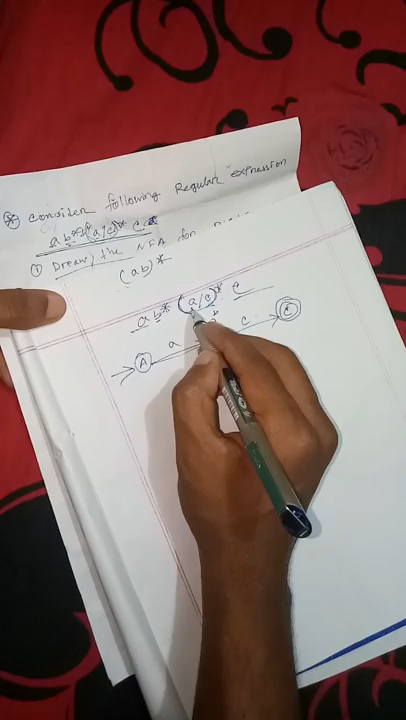 * Consider following Regular expression
ab* (a/c)* c
① Draw the NFA for
(ab)*
ab* (a/c)* c
a b c
A